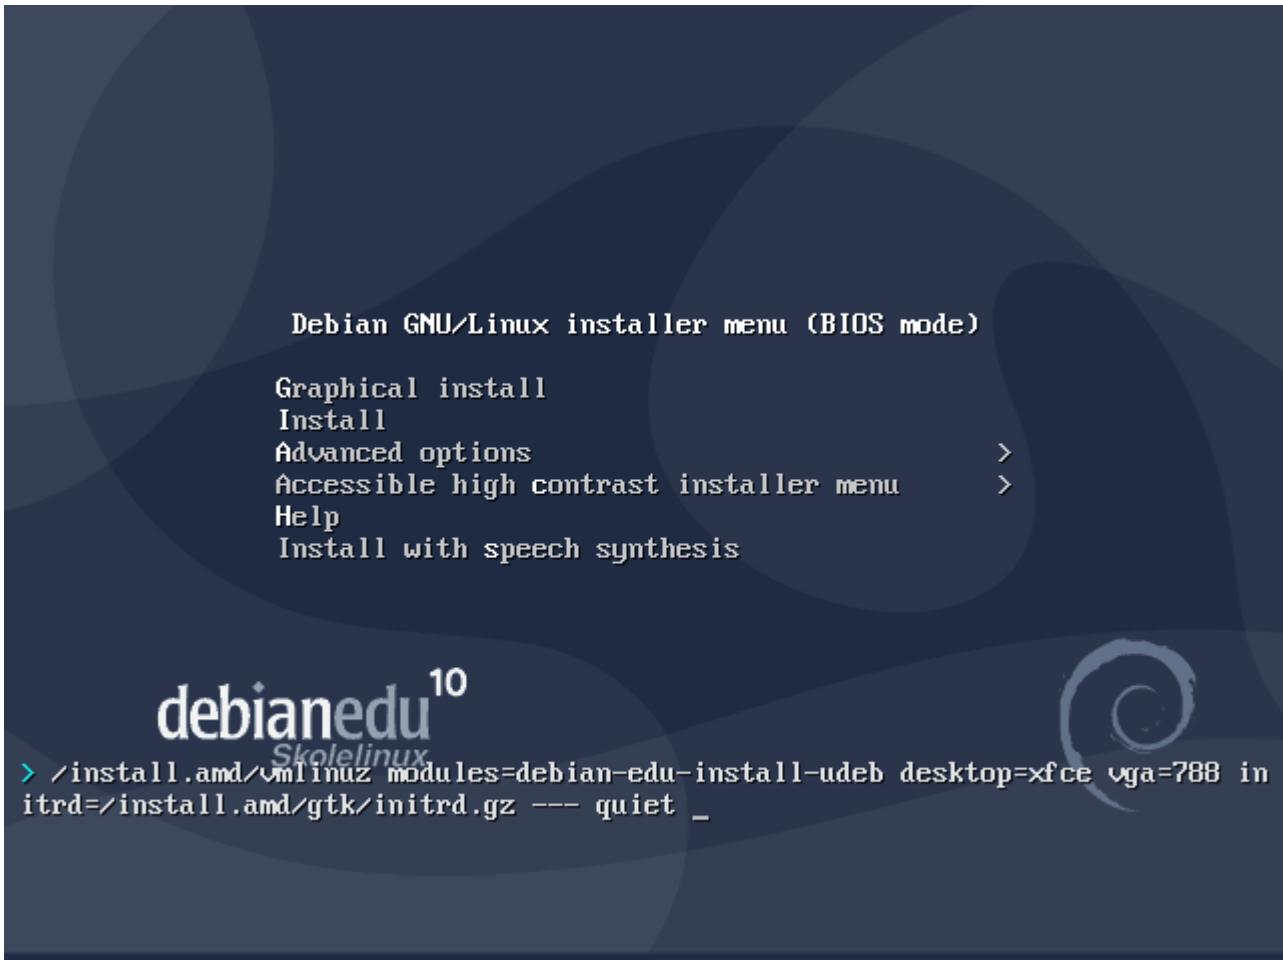 Debian GNU/Linux installer menu (BIOS mode)
Graphical install
Install
Advanced options >
Accessible high contrast installer menu >
Help
Install with speech synthesis
debianedu 10
Skolelinux
> /install.amd/vmlinuz modules=debian-edu-install-udeb desktop=xfce vga=788 in
itrd=/install.amd/gtk/initrd.gz --- quiet _